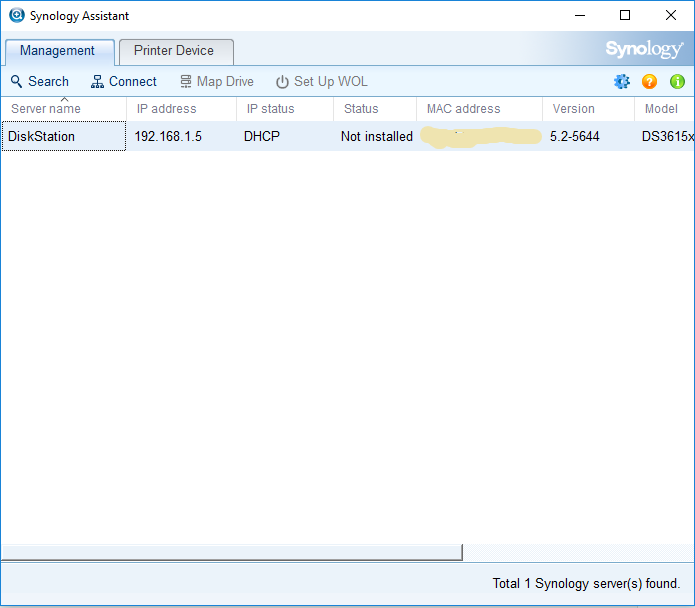 Synology Assistant
Management Printer Device Synology
Search Connect Map Drive Set Up WOL
Server name IP address IP status Status MAC address Version Model
DiskStation 192.168.1.5 DHCP Not installed 5.2-5644 DS3615x
Total 1 Synology server(s) found.